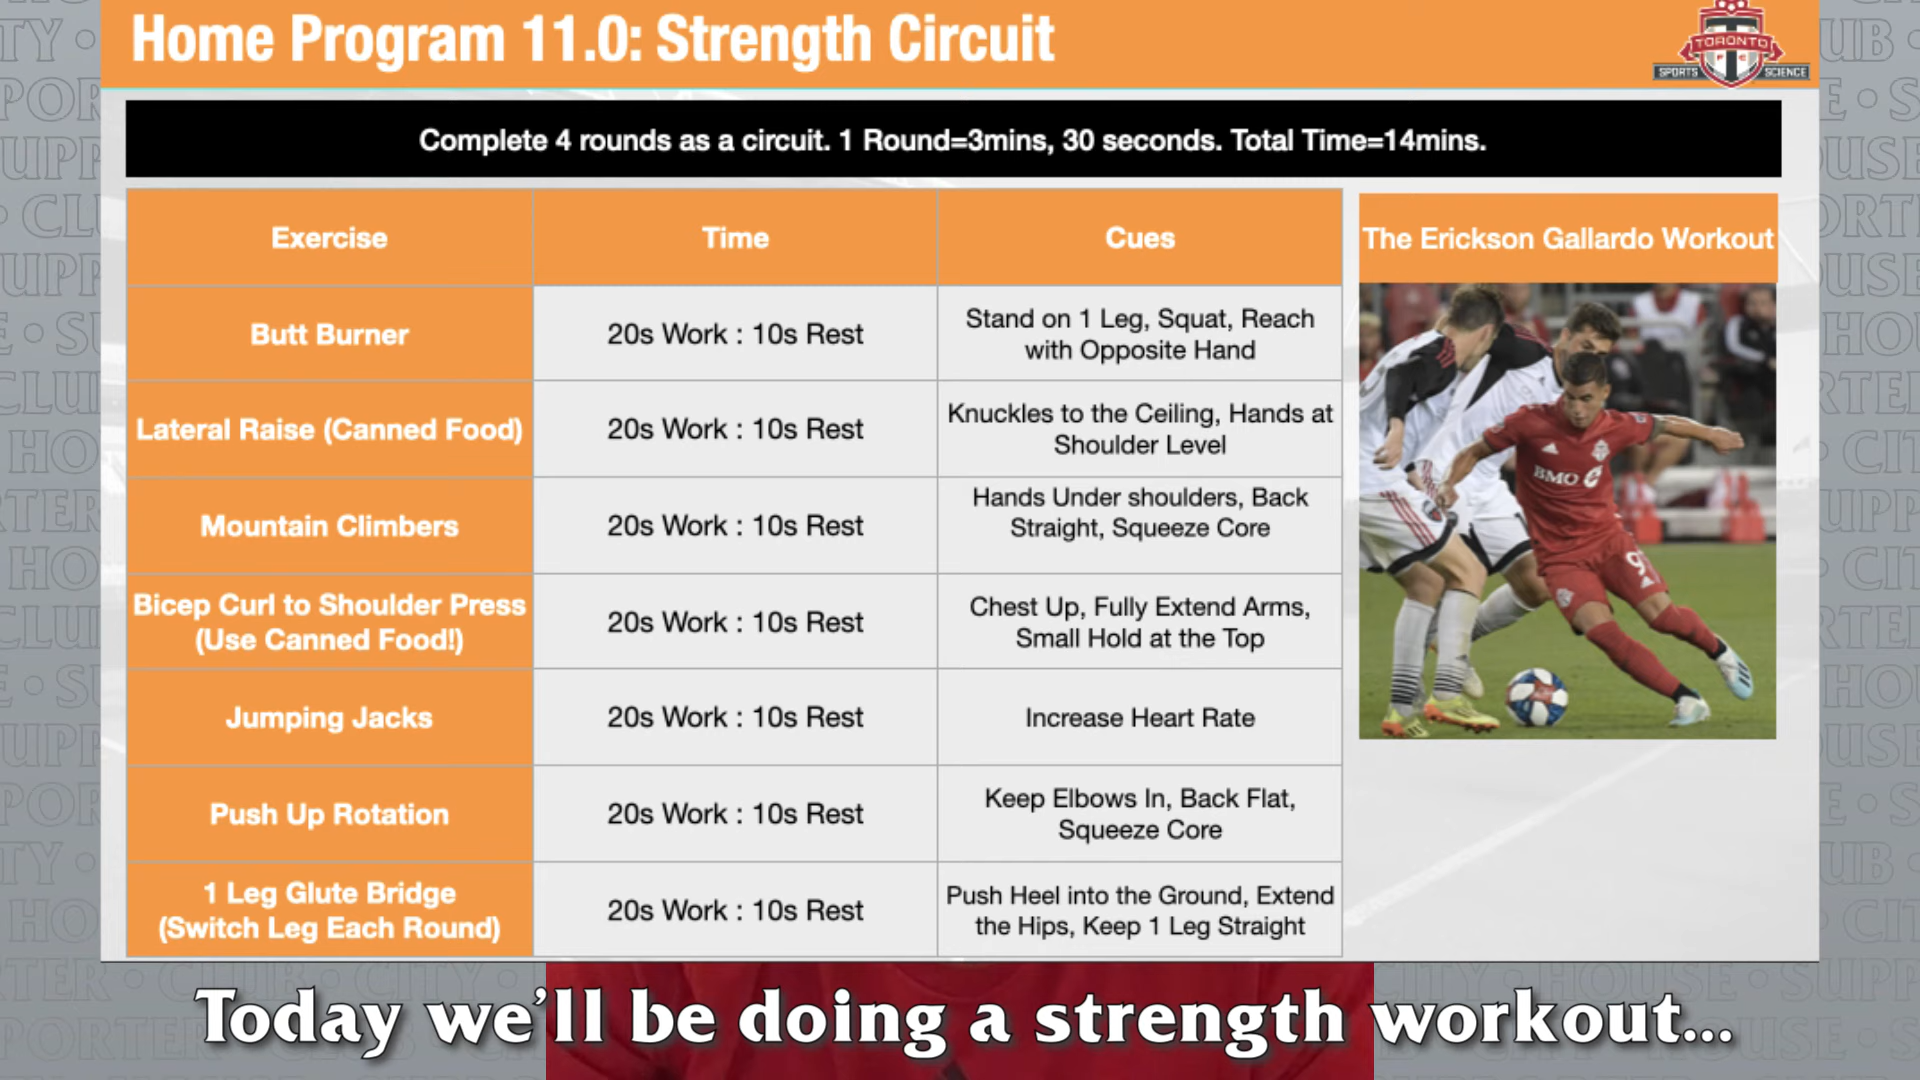 Home Program 11.0: Strength Circuit
TORONTO
FC
SPORTS SCIENCE
Complete 4 rounds as a circuit. 1 Round=3mins, 30 seconds. Total Time=14mins.
Exercise
Time
Cues
The Erickson Gallardo Workout
Butt Burner
20s Work : 10s Rest
Stand on 1 Leg, Squat, Reach
with Opposite Hand
Lateral Raise (Canned Food)
20s Work : 10s Rest
Knuckles to the Ceiling, Hands at
Shoulder Level
Mountain Climbers
20s Work : 10s Rest
Hands Under shoulders, Back
Straight, Squeeze Core
Bicep Curl to Shoulder Press
(Use Canned Food!)
20s Work : 10s Rest
Chest Up, Fully Extend Arms,
Small Hold at the Top
Jumping Jacks
20s Work : 10s Rest
Increase Heart Rate
Push Up Rotation
20s Work : 10s Rest
Keep Elbows In, Back Flat,
Squeeze Core
1 Leg Glute Bridge
(Switch Leg Each Round)
20s Work : 10s Rest
Push Heel into the Ground, Extend
the Hips, Keep 1 Leg Straight
BMO
9
Today we'll be doing a strength workout...